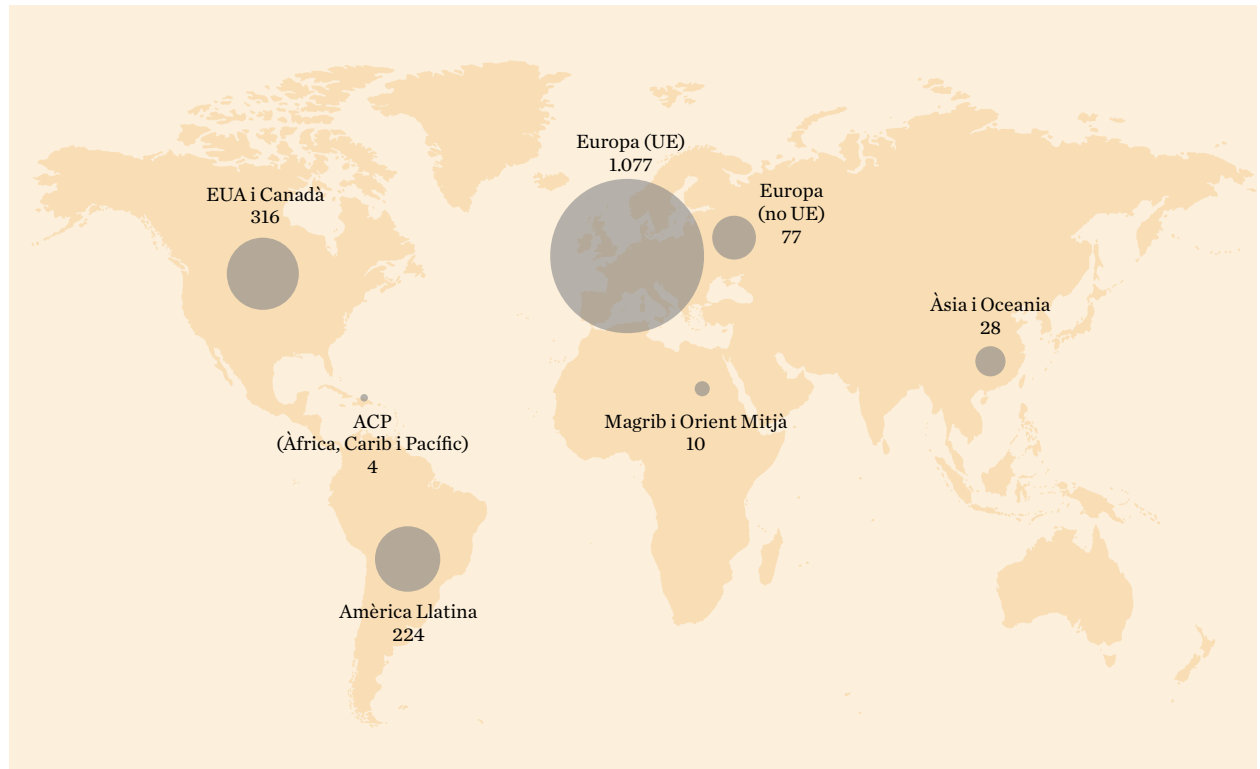 Europa (UE)
1.077
EUA i Canadà
316
Europa
(no UE)
77
Àsia i Oceania
28
ACP
(Àfrica, Carib i Pacífic)
4
Magrib i Orient Mitjà
10
Amèrica Llatina
224